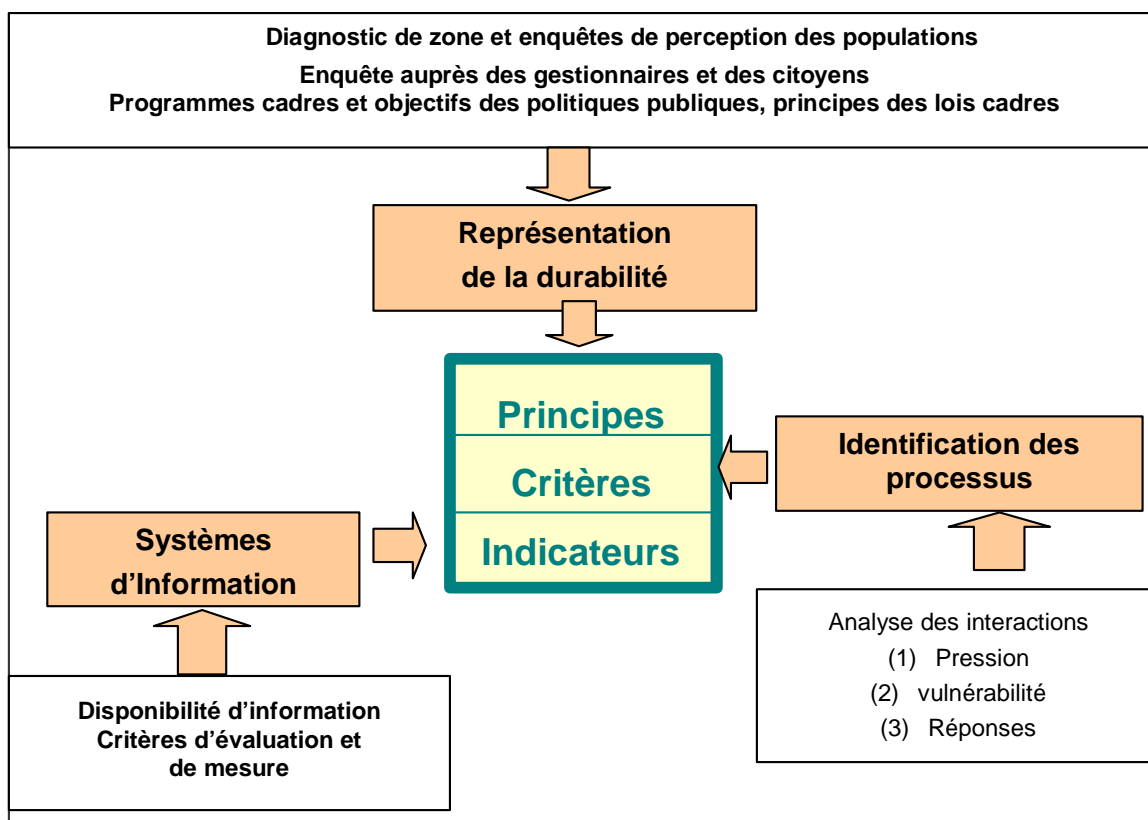 Diagnostic de zone et enquêtes de perception des populations
Enquête auprès des gestionnaires et des citoyens
Programmes cadres et objectifs des politiques publiques, principes des lois cadres
Représentation
de la durabilité
Principes
Critères
Indicateurs
Identification des
processus
Systèmes
d’Information
Analyse des interactions
(1) Pression
(2) vulnérabilité
(3) Réponses
Disponibilité d’information
Critères d’évaluation et
de mesure